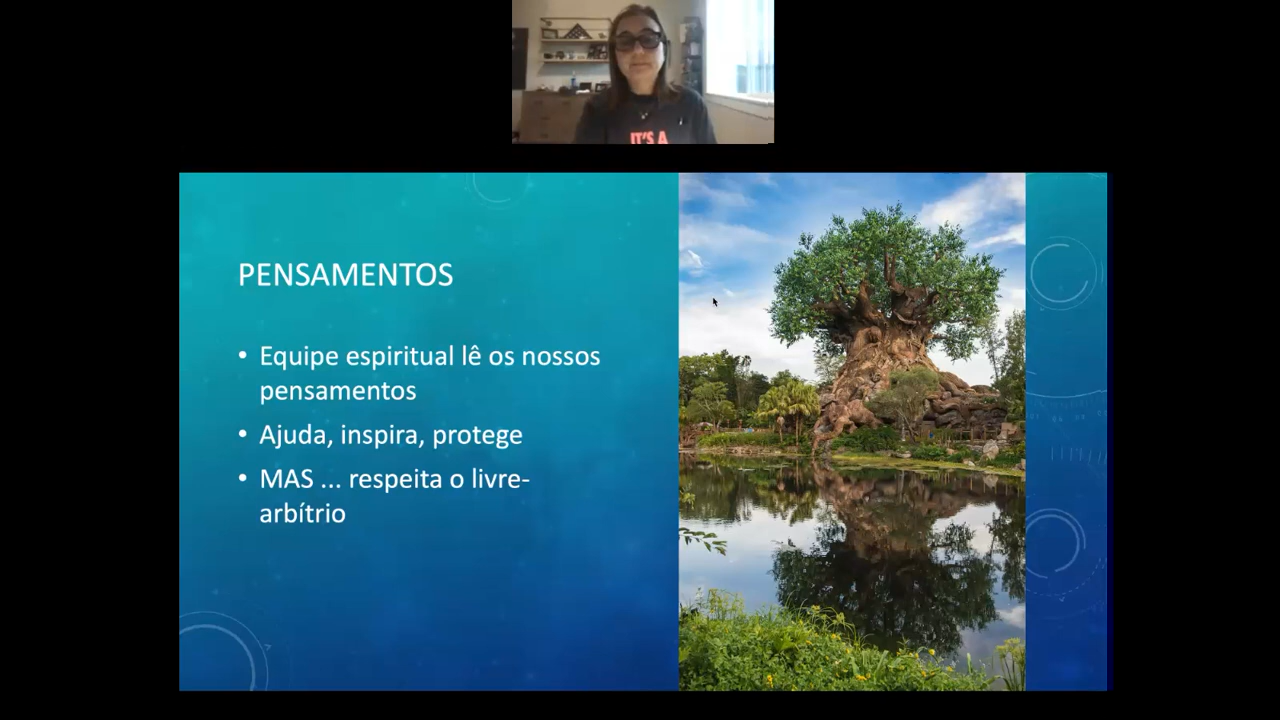 IT'S A
PENSAMENTOS
• Equipe espiritual lê os nossos
pensamentos
• Ajuda, inspira, protege
• MAS ... respeita o livre-
arbítrio